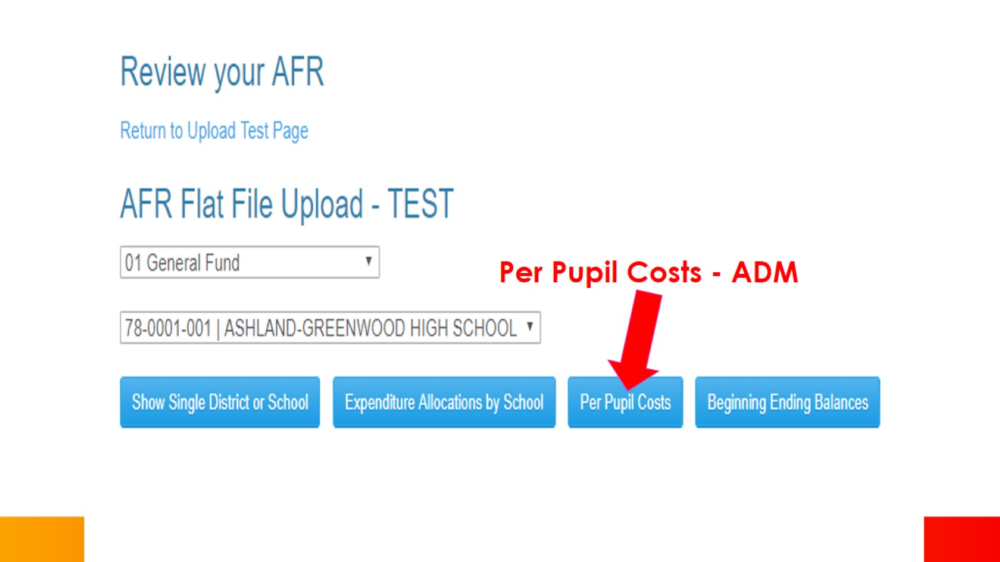 Review your AFR
Return to Upload Test Page
AFR Flat File Upload - TEST
01 General Fund
Per Pupil Costs - ADM
78-0001-001 | ASHLAND-GREENWOOD HIGH SCHOOL
Show Single District or School
Expenditure Allocations by School
Per Pupil Costs
Beginning Ending Balances